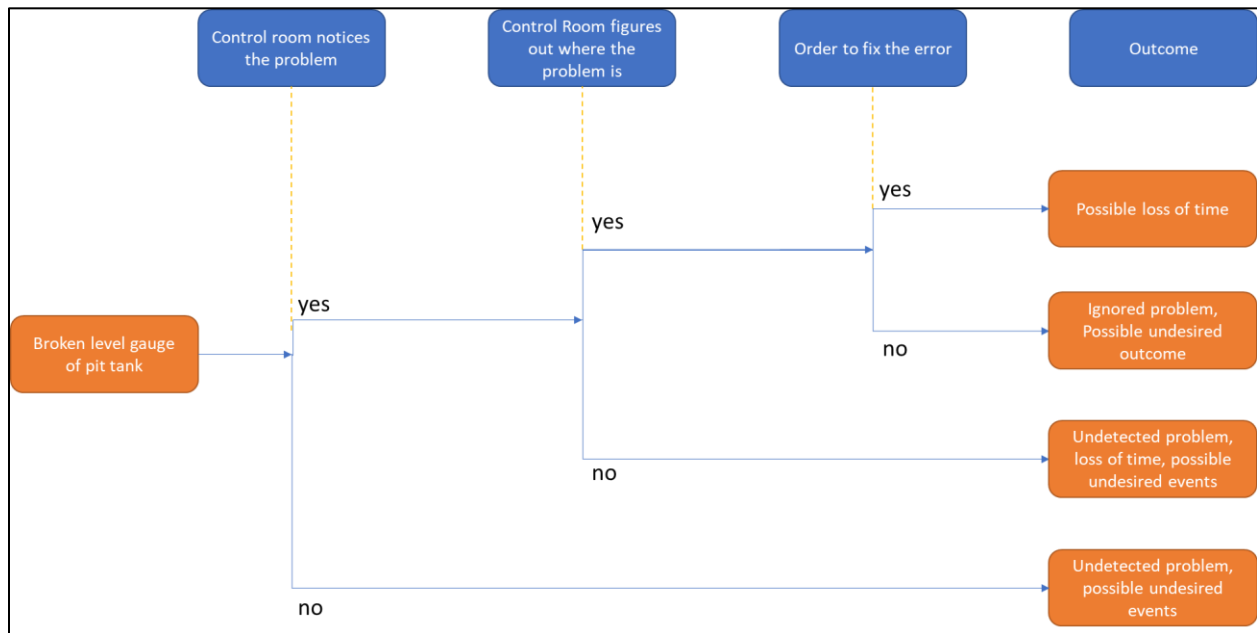 Control room notices
the problem
Control Room figures
out where the
problem is
Order to fix the error
Outcome
yes
Possible loss of time
yes
yes
Ignored problem,
Possible undesired
outcome
no
Broken level gauge
of pit tank
Undetected problem,
loss of time, possible
undesired events
no
Undetected problem,
possible undesired
events
no